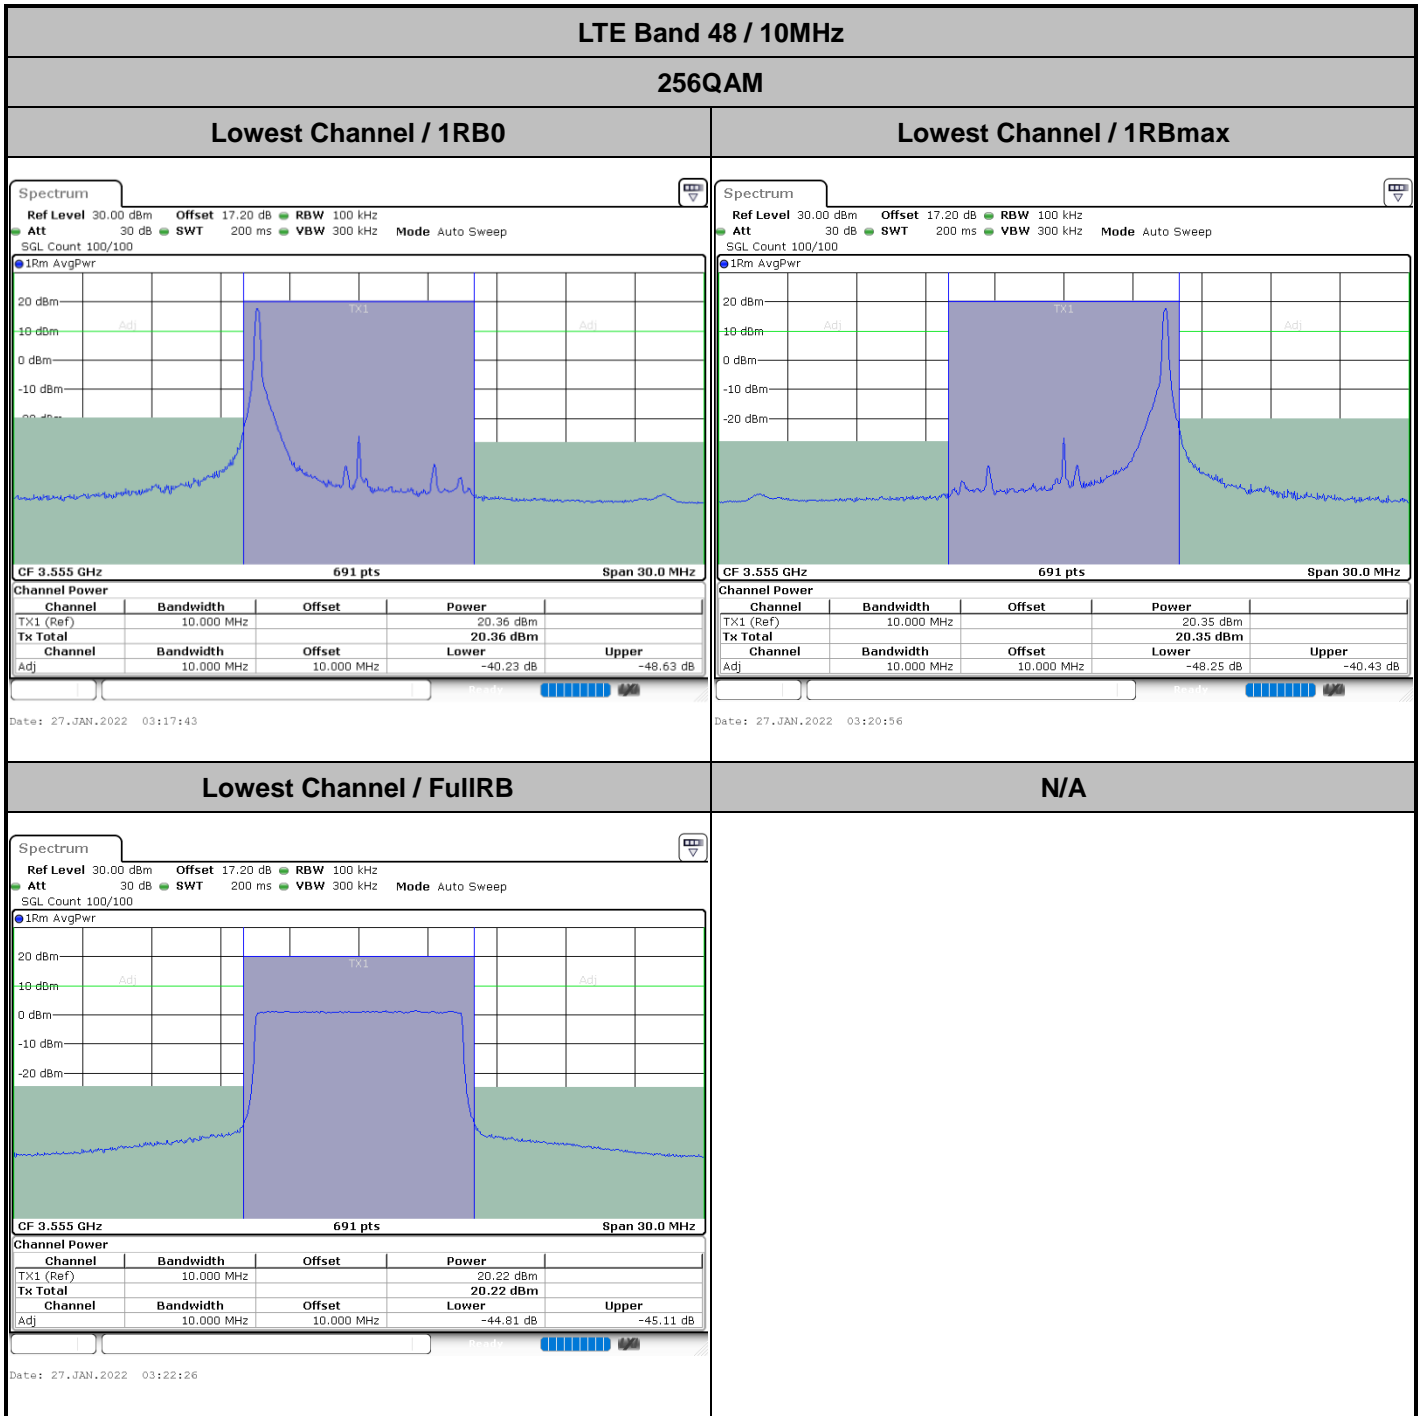 LTE Band 48 / 10MHz
256QAM
Lowest Channel / 1RB0
Lowest Channel / 1RBmax
Spectrum
Ref Level 30.00 dBm Offset 17.20 dB RBW 100 kHz
Att 30 dB SWT 200 ms VBW 300 kHz Mode Auto Sweep
SGL Count 100/100
1Rm AvgPwr
TX1
20 dBm
Adj
Adj
10 dBm
0 dBm
-10 dBm
-20 dBm
CF 3.555 GHz 691 pts Span 30.0 MHz
Channel Power
Channel Bandwidth Offset Power
TX1 (Ref) 10.000 MHz 20.36 dBm
Tx Total 20.36 dBm
Channel Bandwidth Offset Lower Upper
Adj 10.000 MHz 10.000 MHz -40.23 dB -48.63 dB
Ready
Date: 27.JAN.2022 03:17:43
Spectrum
Ref Level 30.00 dBm Offset 17.20 dB RBW 100 kHz
Att 30 dB SWT 200 ms VBW 300 kHz Mode Auto Sweep
SGL Count 100/100
1Rm AvgPwr
TX1
20 dBm
Adj
Adj
10 dBm
0 dBm
-10 dBm
-20 dBm
CF 3.555 GHz 691 pts Span 30.0 MHz
Channel Power
Channel Bandwidth Offset Power
TX1 (Ref) 10.000 MHz 20.35 dBm
Tx Total 20.35 dBm
Channel Bandwidth Offset Lower Upper
Adj 10.000 MHz 10.000 MHz -48.25 dB -40.43 dB
Ready
Date: 27.JAN.2022 03:20:56
Lowest Channel / FullRB
N/A
Spectrum
Ref Level 30.00 dBm Offset 17.20 dB RBW 100 kHz
Att 30 dB SWT 200 ms VBW 300 kHz Mode Auto Sweep
SGL Count 100/100
1Rm AvgPwr
TX1
20 dBm
Adj
Adj
10 dBm
0 dBm
-10 dBm
-20 dBm
CF 3.555 GHz 691 pts Span 30.0 MHz
Channel Power
Channel Bandwidth Offset Power
TX1 (Ref) 10.000 MHz 20.22 dBm
Tx Total 20.22 dBm
Channel Bandwidth Offset Lower Upper
Adj 10.000 MHz 10.000 MHz -44.81 dB -45.11 dB
Ready
Date: 27.JAN.2022 03:22:26